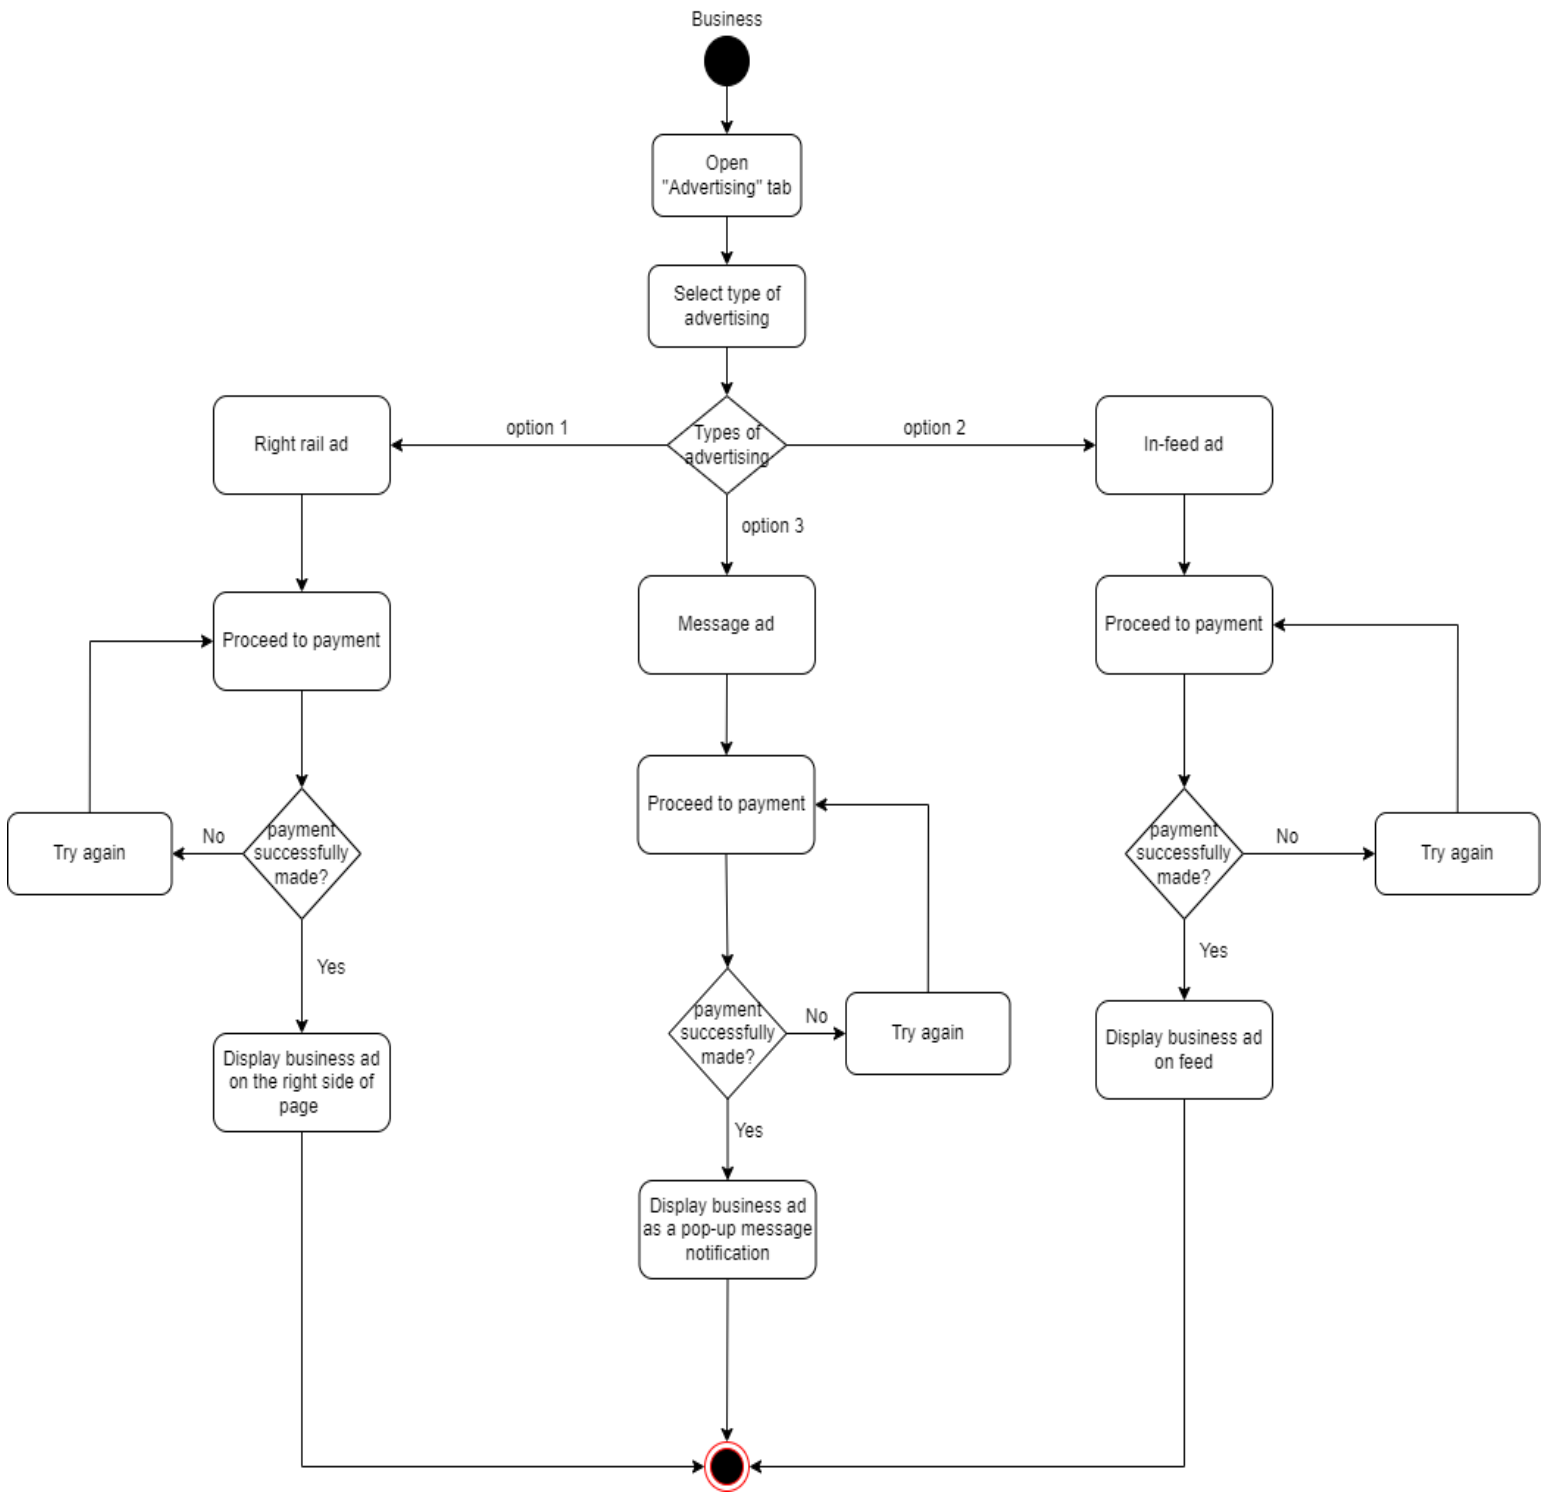 Business
Open
"Advertising" tab
Select type of
advertising
Right rail ad
option 1
Types of
advertising
option 2
In-feed ad
option 3
Proceed to payment
Message ad
Proceed to payment
Try again
No
payment
successfully
made?
Proceed to payment
payment
successfully
made?
No
Try again
Yes
Yes
payment
successfully
made?
No
Try again
Display business ad
on the right side of
page
Display business ad
on feed
Yes
Display business ad
as a pop-up message
notification